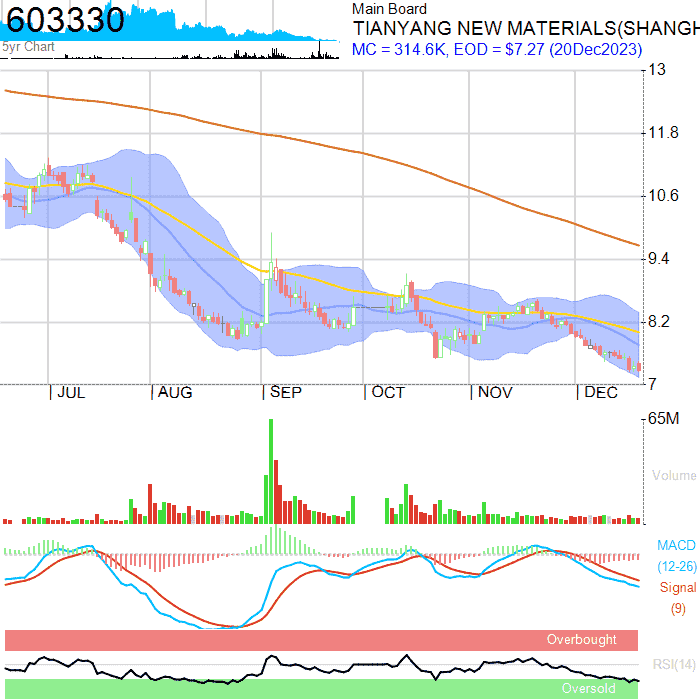 603330
5yr Chart
Main Board
TIANYANG NEW MATERIALS(SHANGH
MC = 314.6K, EOD = $7.27 (20Dec2023)
13
11.8
10.6
9.4
8.2
7
JUL AUG SEP OCT NOV DEC
65M
Volume
MACD
(12-26)
Signal
(9)
Overbought
RSI(14)
Oversold